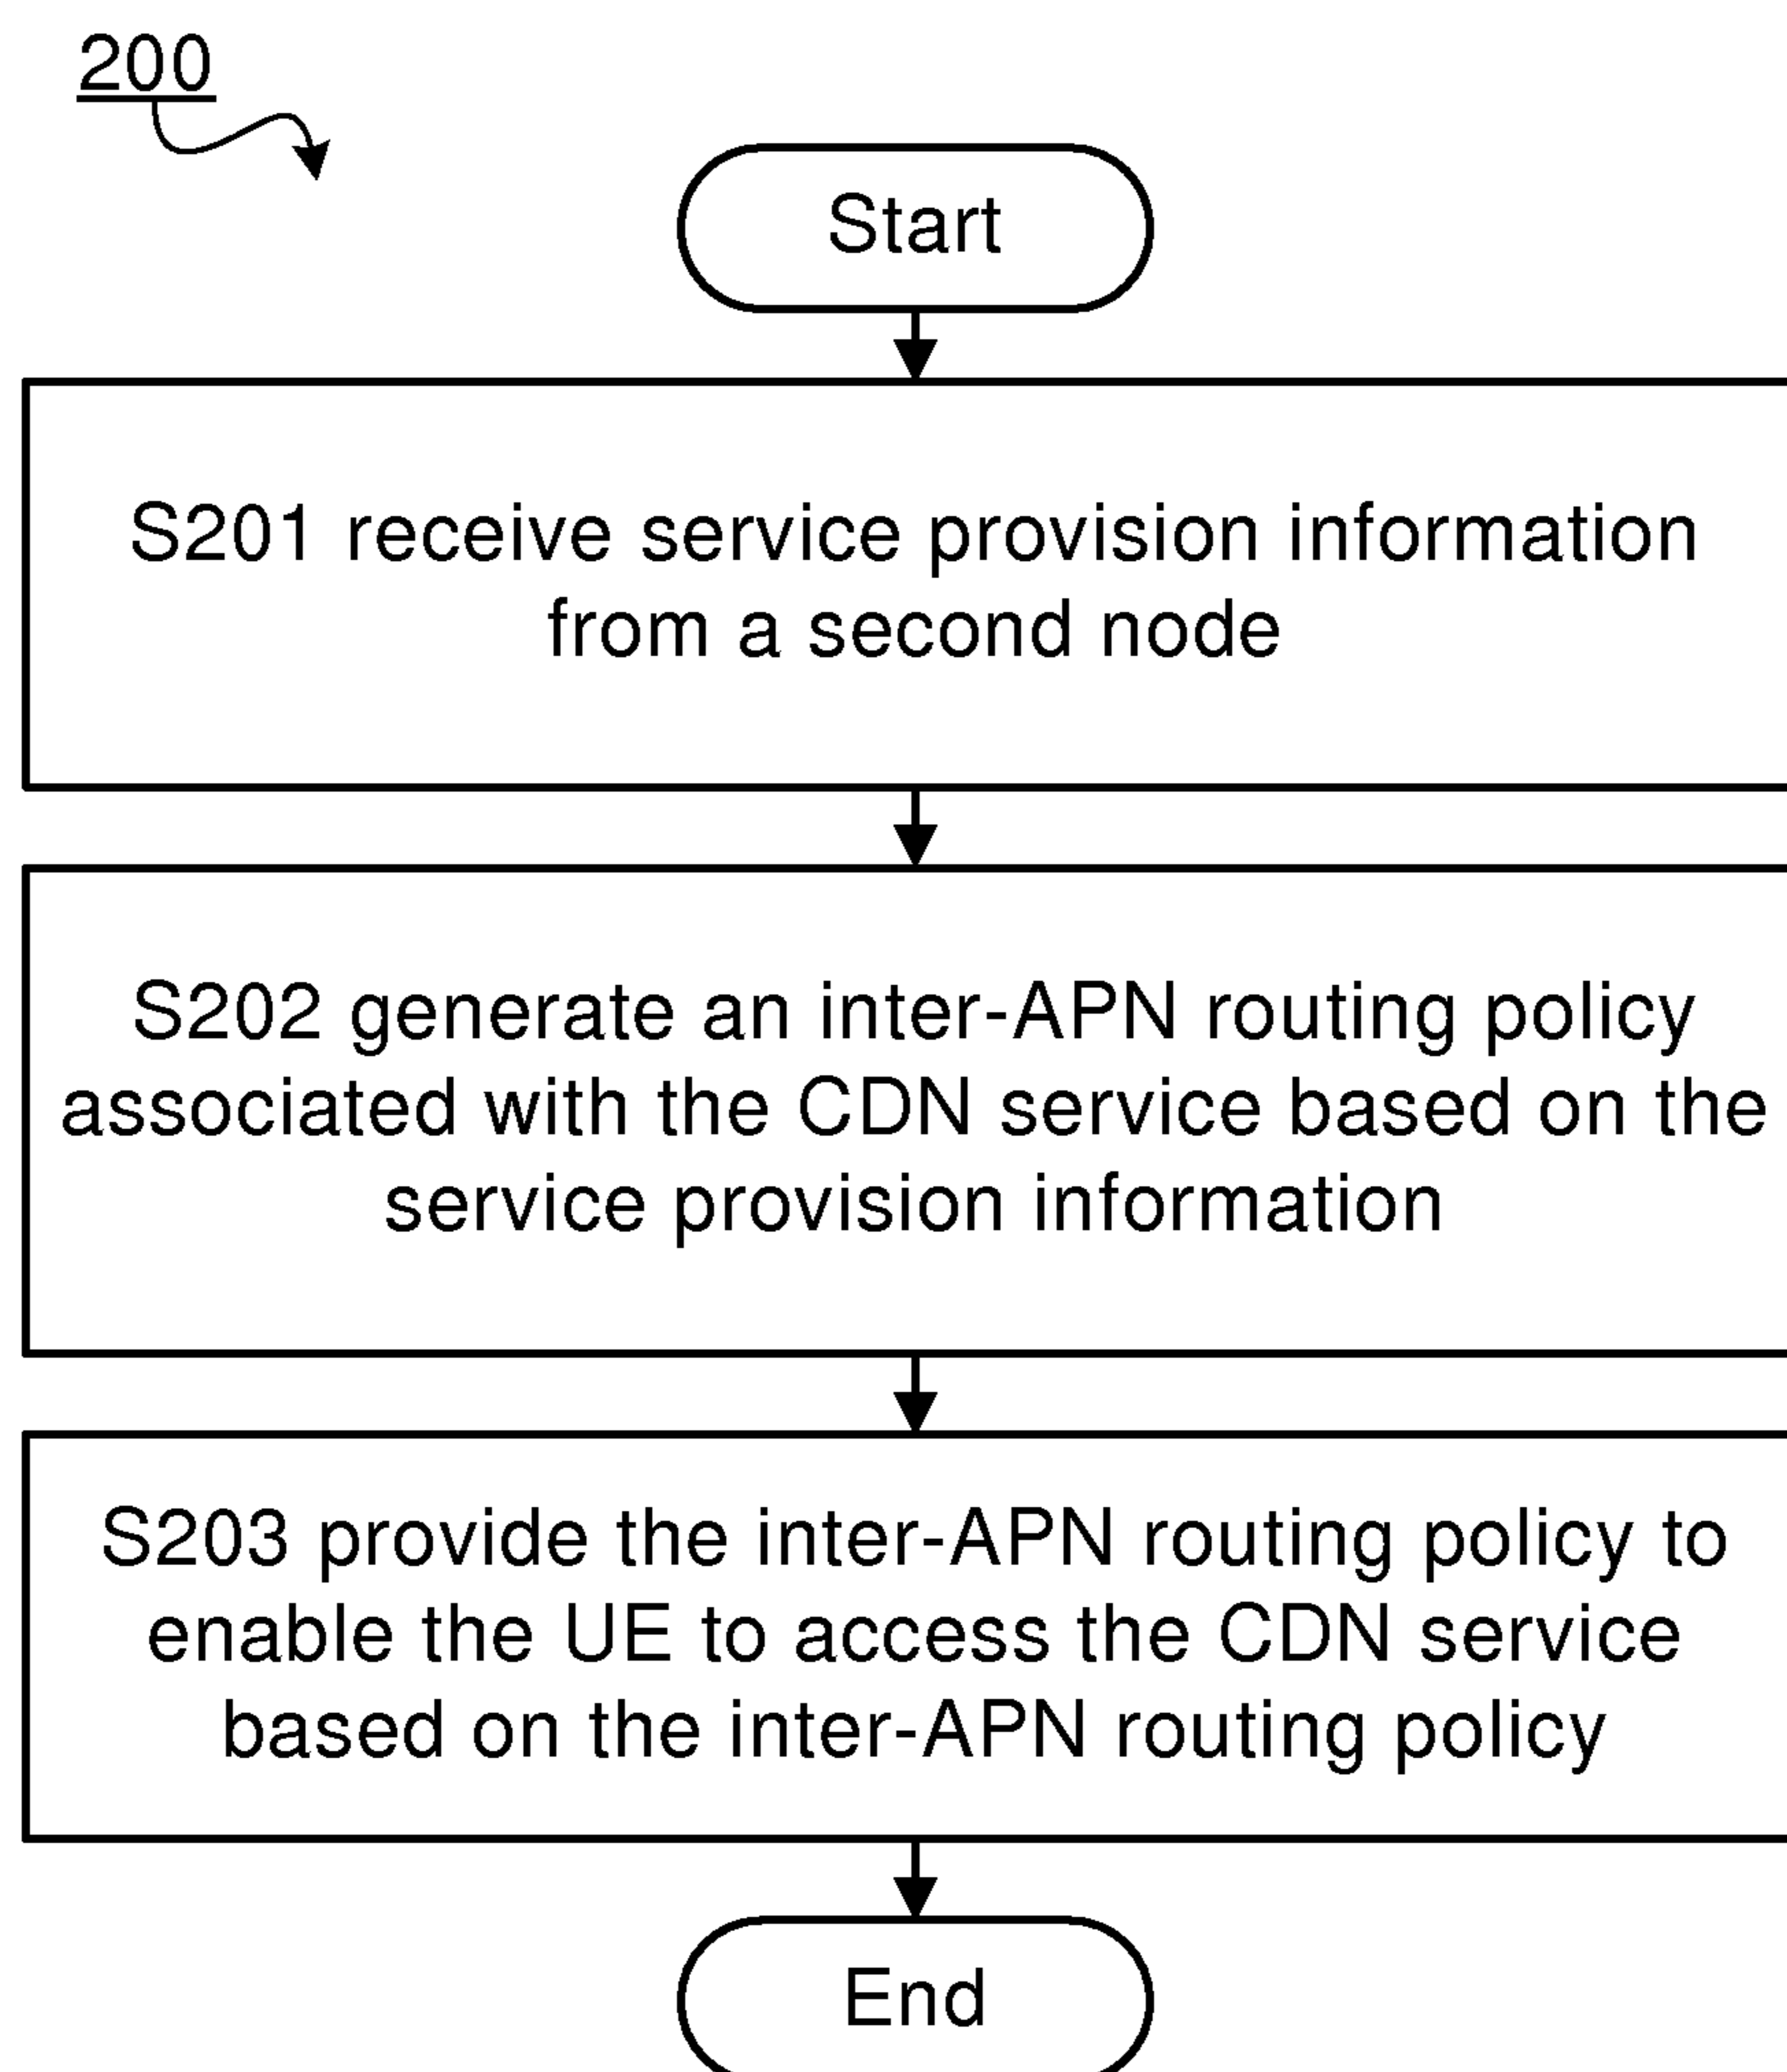 200
Start
S201 receive service provision information
from a second node
S202 generate an inter-APN routing policy
associated with the CDN service based on the
service provision information
S203 provide the inter-APN routing policy to
enable the UE to access the CDN service
based on the inter-APN routing policy
End